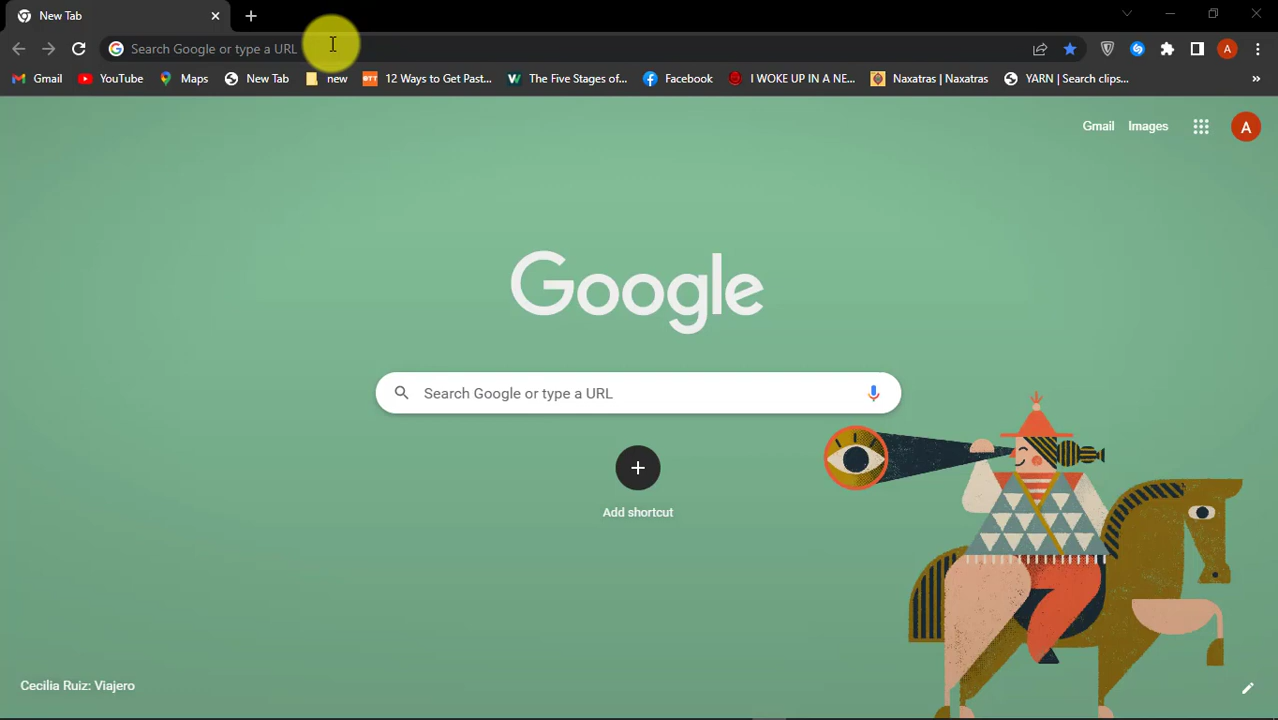 New Tab
Search Google or type a URL
A
Gmail
YouTube
Maps
New Tab
new
OTT
12 Ways to Get Past...
The Five Stages of...
Facebook
I WOKE UP IN A NE...
Naxatras | Naxatras
YARN | Search clips...
»
Gmail
Images
A
Google
Search Google or type a URL
Add shortcut
Cecilia Ruiz: Viajero